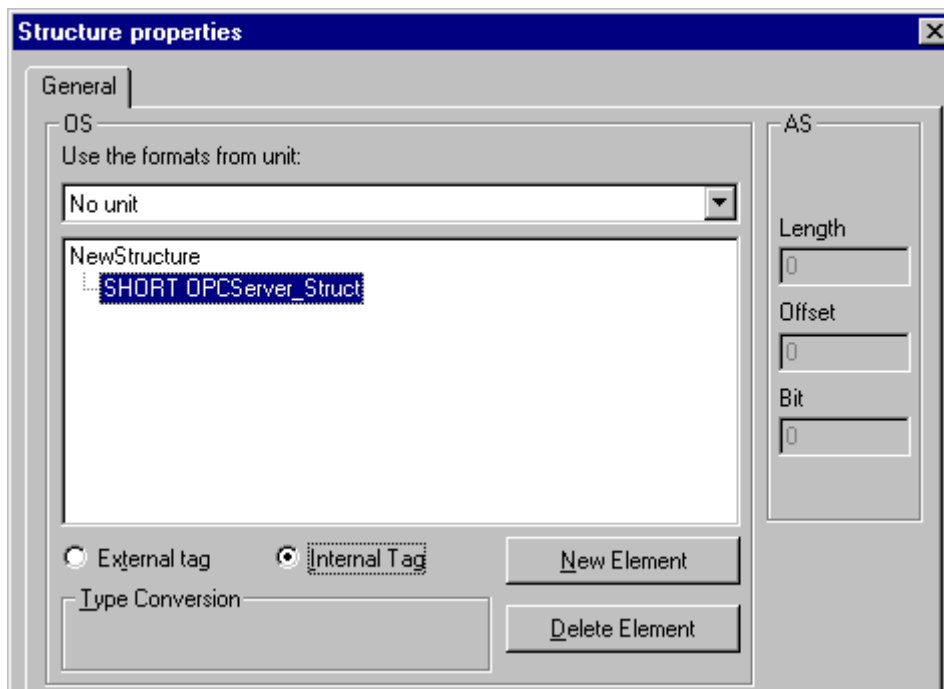 Structure properties
General
OS
Use the formats from unit:
No unit
NewStructure
SHORT OPCServer_Struct
External tag
Internal Tag
New Element
Type Conversion
Delete Element
AS
Length
0
Offset
0
Bit
0